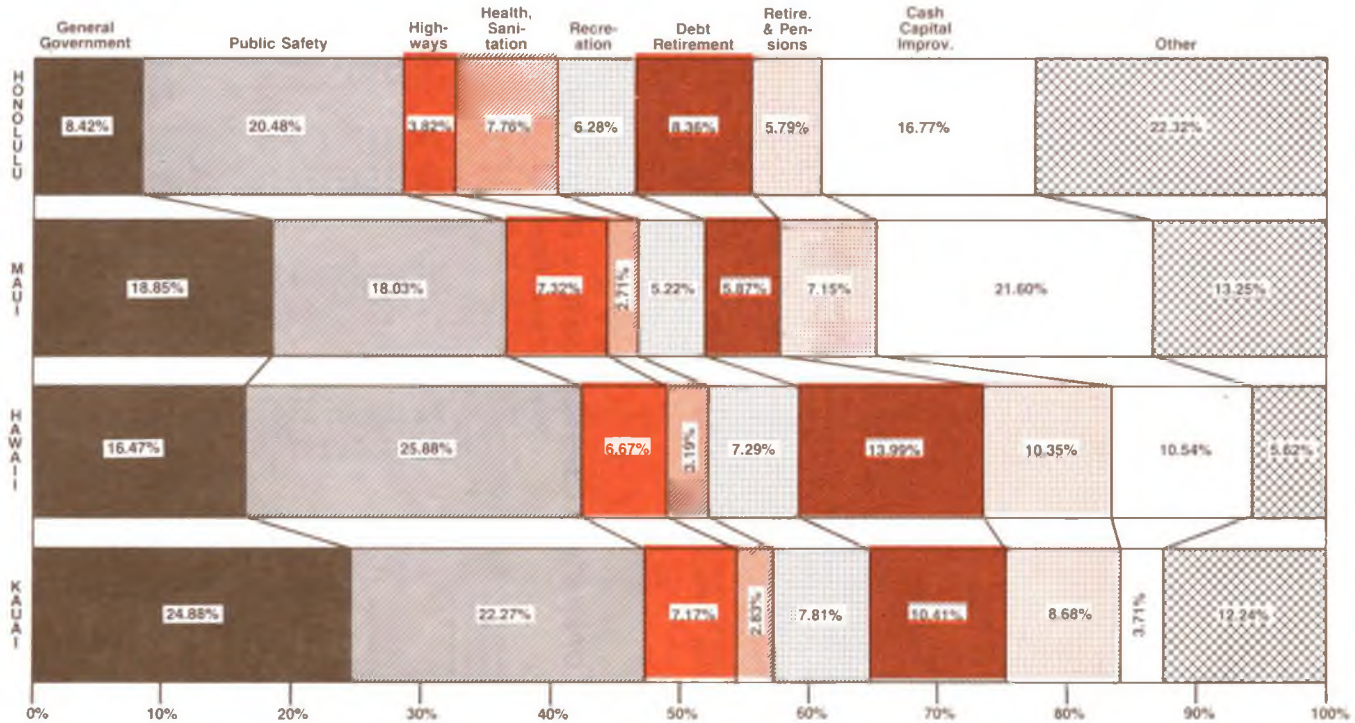 General
Government
Public Safety
High-
ways
Health,
Sani-
tation
Recre-
ation
Debt
Retirement
Retire.
& Pen-
sions
Cash
Capital
Improv.
Other
HONOLULU
8.42%
20.48%
3.82%
7.76%
6.28%
8.36%
5.79%
16.77%
22.32%
MAUI
18.85%
18.03%
7.32%
2.71%
5.22%
5.87%
7.15%
21.60%
13.25%
HAWAII
16.47%
25.88%
6.67%
3.19%
7.29%
13.99%
10.35%
10.54%
5.62%
KAUAI
24.88%
22.27%
7.17%
2.83%
7.81%
10.41%
8.68%
3.71%
12.24%
0% 10% 20% 30% 40% 50% 60% 70% 80% 90% 100%